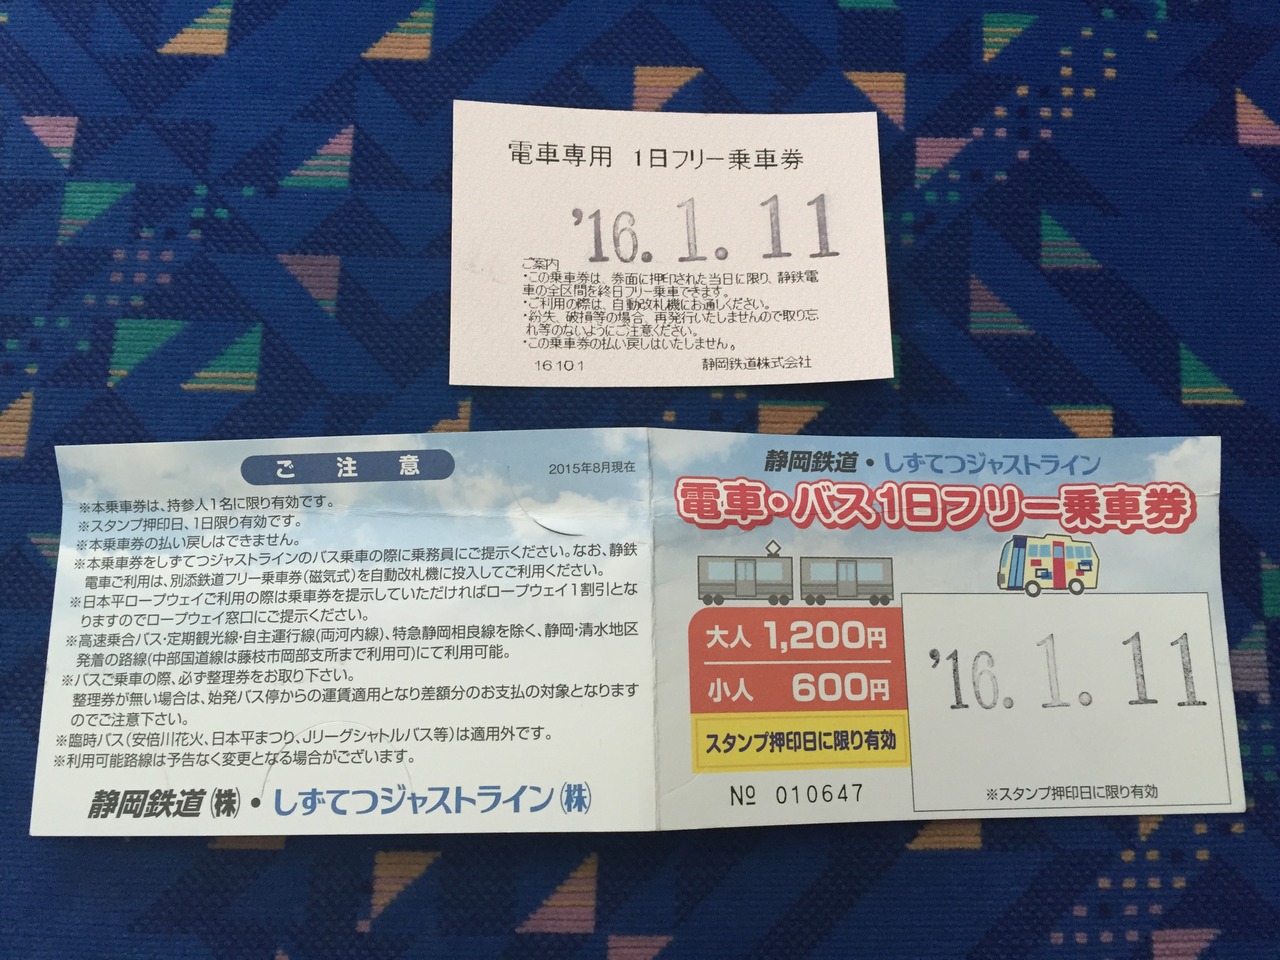 電車専用 1日フリー乗車券
'16.1.11
ご案内
・この乗車券は、券面に押印された当日に限り、静鉄電
車の全区間を終日フリー乗車できます。
・ご利用の際は、自動改札機にお通しください。
・紛失、破損等の場合、再発行いたしませんので取り忘
れ等のないようにご注意ください。
・この乗車券の払い戻しはいたしません。
16101 静岡鉄道株式会社
ご注意
2015年8月現在
※本乗車券は、持参人1名に限り有効です。
※スタンプ押印日、1日限り有効です。
※本乗車券の払い戻しはできません。
※本乗車券をしずてつジャストラインのバス乗車の際に乗務員にご提示ください。なお、静鉄
電車ご利用は、別添鉄道フリー乗車券(磁気式)を自動改札機に投入してご利用ください。
※日本平ロープウェイご利用の際は乗車券を提示していただければロープウェイ1割引とな
りますのでロープウェイ窓口にご提示ください。
※高速乗合バス・定期観光線・自主運行線(両河内線)、特急静岡相良線を除く、静岡・清水地区
発着の路線(中部国道線は藤枝市岡部支所まで利用可)にて利用可能。
※バスご乗車の際、必ず整理券をお取り下さい。
整理券が無い場合は、始発バス停からの運賃適用となり差額分のお支払の対象となります
のでご注意下さい。
※臨時バス(安倍川花火、日本平まつり、Jリーグシャトルバス等)は適用外です。
※利用可能路線は予告なく変更となる場合がございます。
静岡鉄道(株)・しずてつジャストライン(株)
静岡鉄道・しずてつジャストライン
電車・バス1日フリー乗車券
大人 1,200円
小人 600円
スタンプ押印日に限り有効
№ 010647
'16.1.11
※スタンプ押印日に限り有効